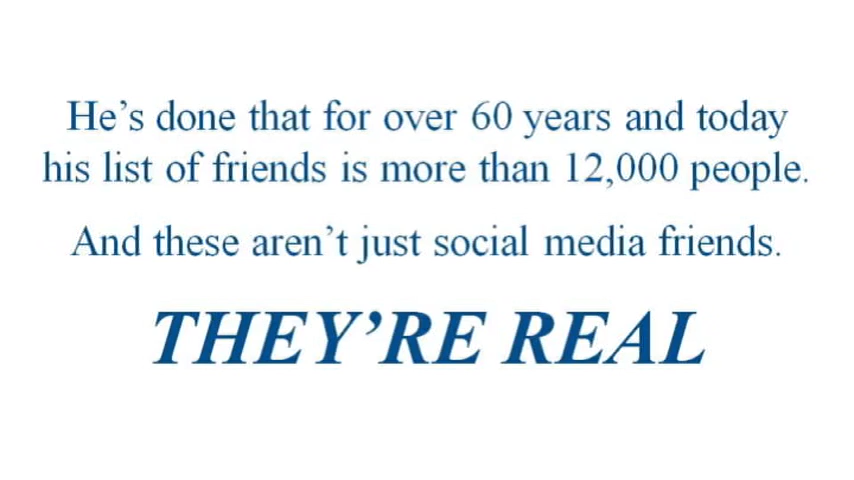 He’s done that for over 60 years and today
his list of friends is more than 12,000 people.
And these aren’t just social media friends.
THEY’RE REAL